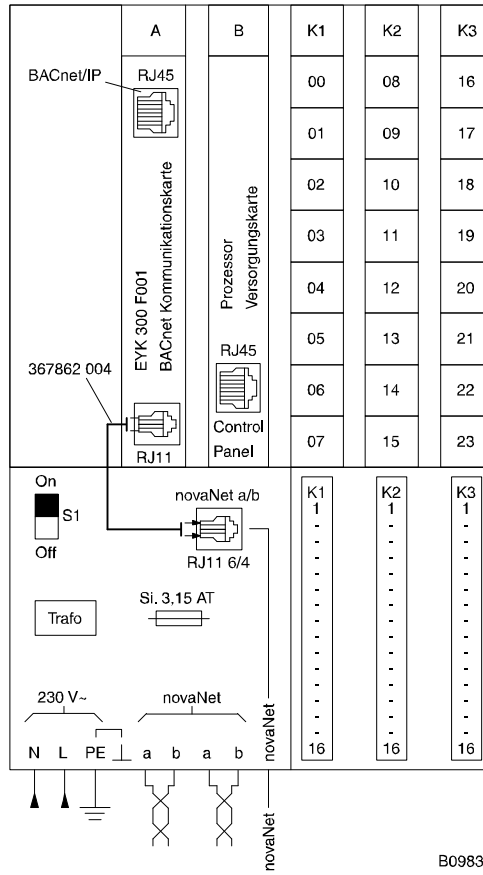 A B K1 K2 K3
BACnet/IP RJ45
00 08 16
01 09 17
02 10 18
03 11 19
04 12 20
05 13 21
06 14 22
07 15 23
EYK 300 F001
BACnet Kommunikationskarte
Prozessor
Versorgungskarte
RJ45
Control
Panel
367862 004
RJ11
On
S1
Off
novaNet a/b
RJ11 6/4
Si. 3,15 AT
Trafo
K1 K2 K3
1 1 1
16 16 16
230 V~ novaNet
N L PE a b a b
novaNet
novaNet
B09836